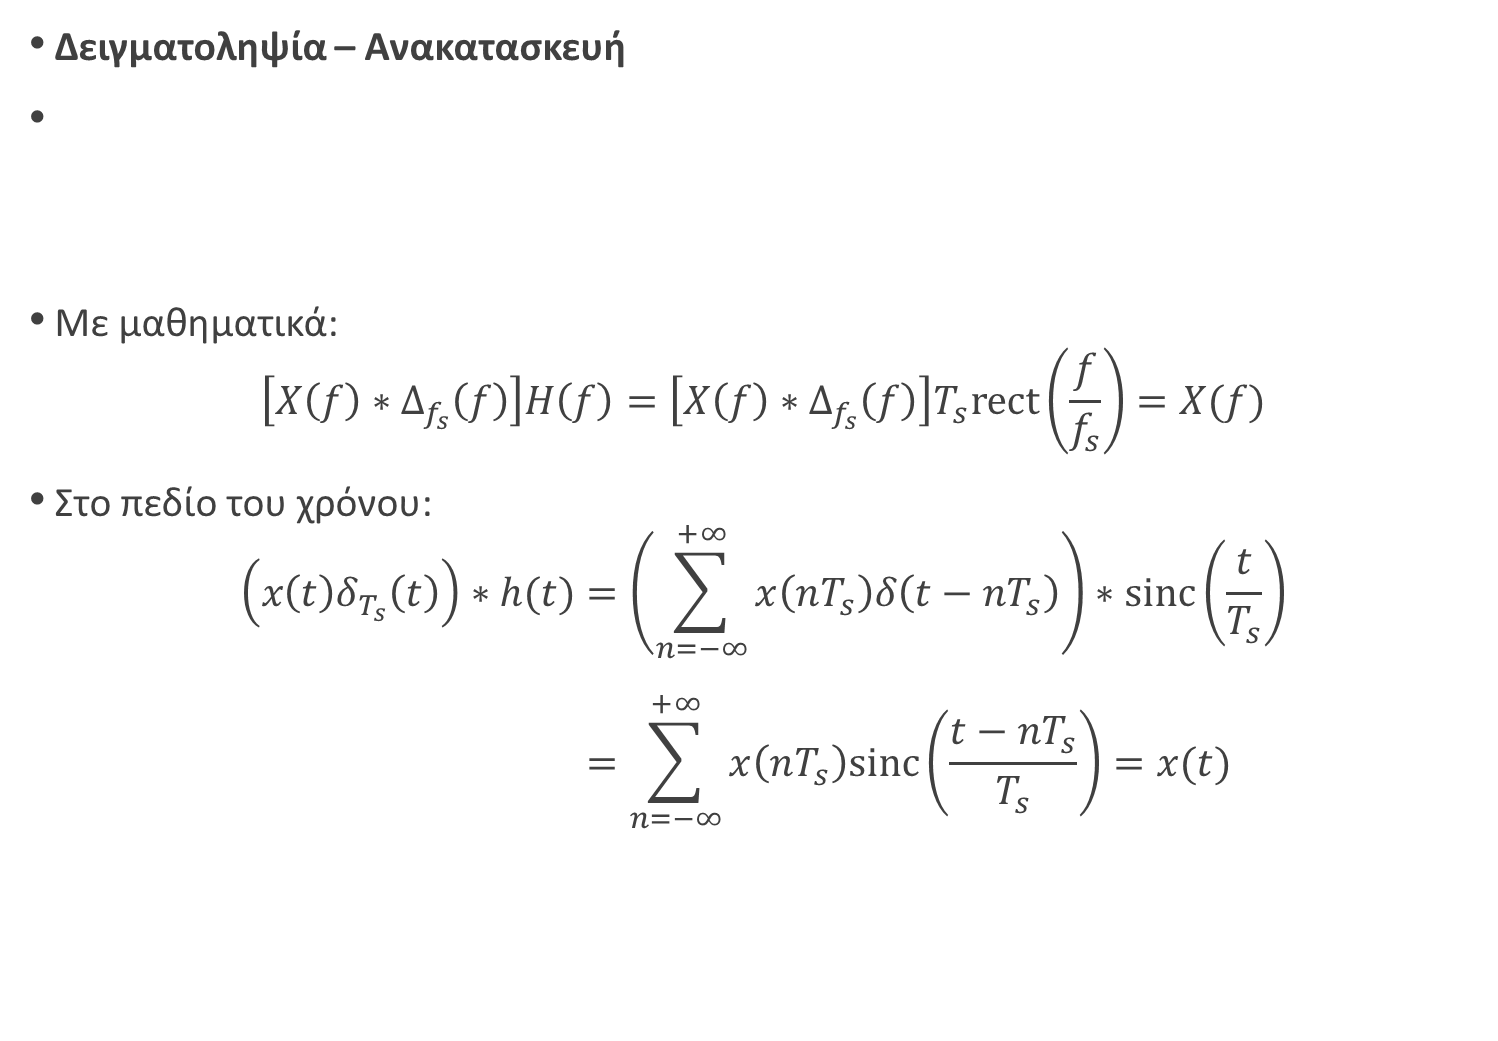 • Δειγματοληψία – Ανακατασκευή
•
• Με μαθηματικά:
[X(f) ∗ Δ_{f_s}(f)]H(f) = [X(f) ∗ Δ_{f_s}(f)]T_s rect(f/f_s) = X(f)
• Στο πεδίο του χρόνου:
(x(t)δ_{T_s}(t)) ∗ h(t) = (∑_{n=−∞}^{+∞} x(nT_s)δ(t − nT_s)) ∗ sinc(t/T_s)
= ∑_{n=−∞}^{+∞} x(nT_s)sinc((t − nT_s)/T_s) = x(t)